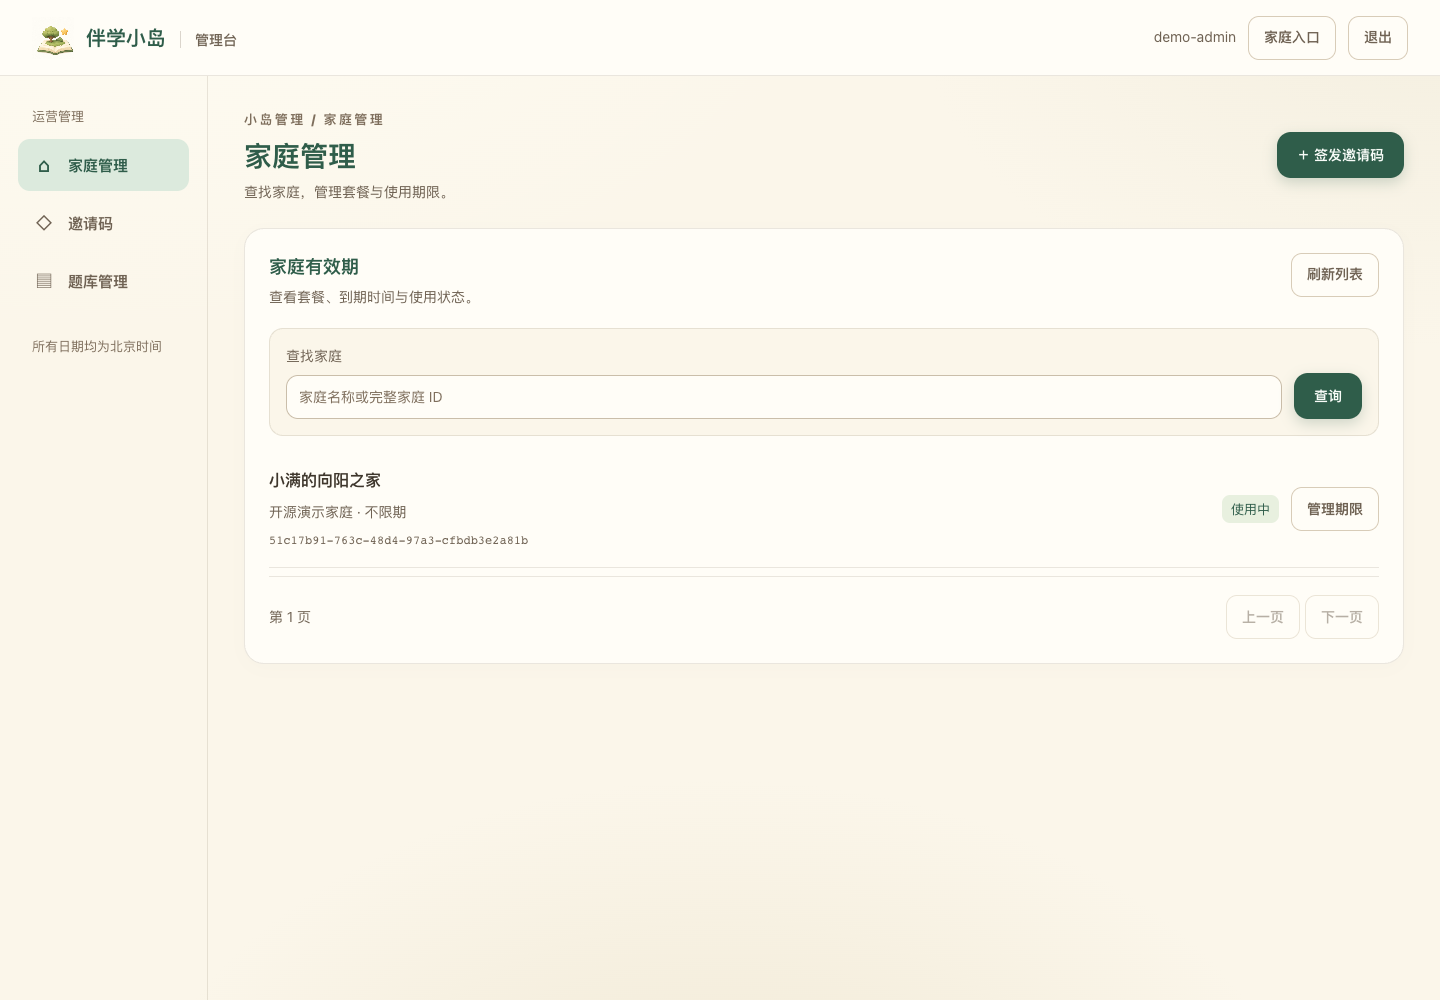 伴学小岛
管理台
demo-admin
家庭入口
退出
运营管理
家庭管理
邀请码
题库管理
所有日期均为北京时间
小岛管理 / 家庭管理
家庭管理
查找家庭，管理套餐与使用期限。
+ 签发邀请码
家庭有效期
查看套餐、到期时间与使用状态。
刷新列表
查找家庭
家庭名称或完整家庭 ID
查询
小满的向阳之家
开源演示家庭 · 不限期
51c17b91-763c-48d4-97a3-cfbdb3e2a81b
使用中
管理期限
第 1 页
上一页
下一页